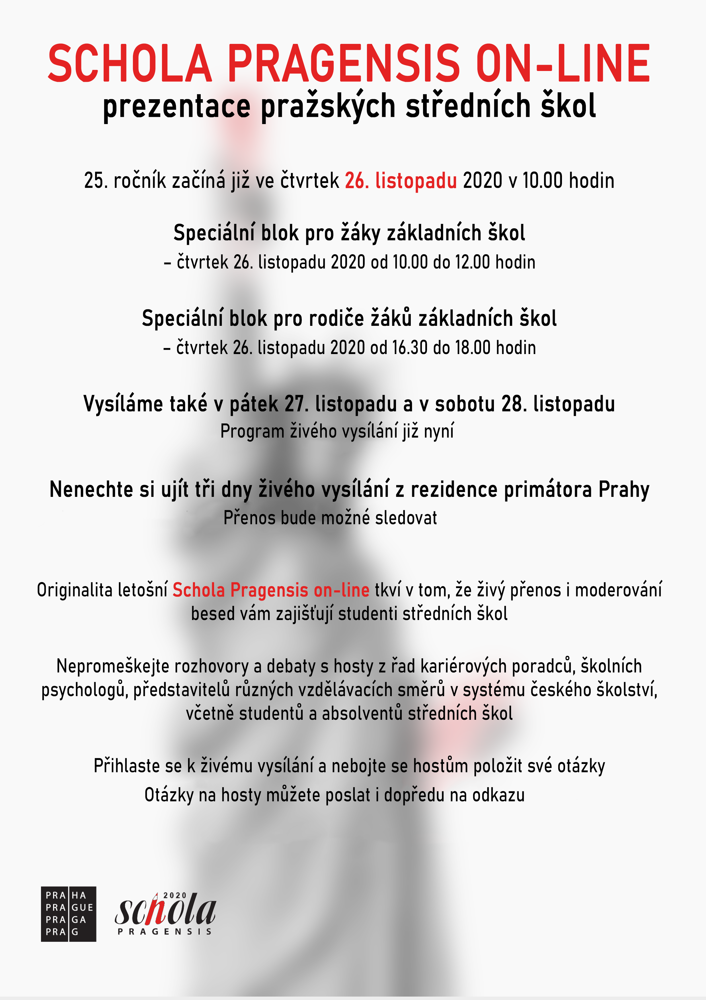 SCHOLA PRAGENSIS ON-LINE
prezentace pražských středních škol
25. ročník začíná již ve čtvrtek 26. listopadu 2020 v 10.00 hodin
Speciální blok pro žáky základních škol
– čtvrtek 26. listopadu 2020 od 10.00 do 12.00 hodin
Speciální blok pro rodiče žáků základních škol
– čtvrtek 26. listopadu 2020 od 16.30 do 18.00 hodin
Vysíláme také v pátek 27. listopadu a v sobotu 28. listopadu
Program živého vysílání již nyní
Nenechte si ujít tři dny živého vysílání z rezidence primátora Prahy
Přenos bude možné sledovat
Originalita letošní Schola Pragensis on-line tkví v tom, že živý přenos i moderování
besed vám zajišťují studenti středních škol
Nepromeškejte rozhovory a debaty s hosty z řad kariérových poradců, školních
psychologů, představitelů různých vzdělávacích směrů v systému českého školství,
včetně studentů a absolventů středních škol
Přihlaste se k živému vysílání a nebojte se hostům položit své otázky
Otázky na hosty můžete poslat i dopředu na odkazu
PRA HA
PRA GUE
PRA GA
PRA G
2020
schola
PRAGENSIS